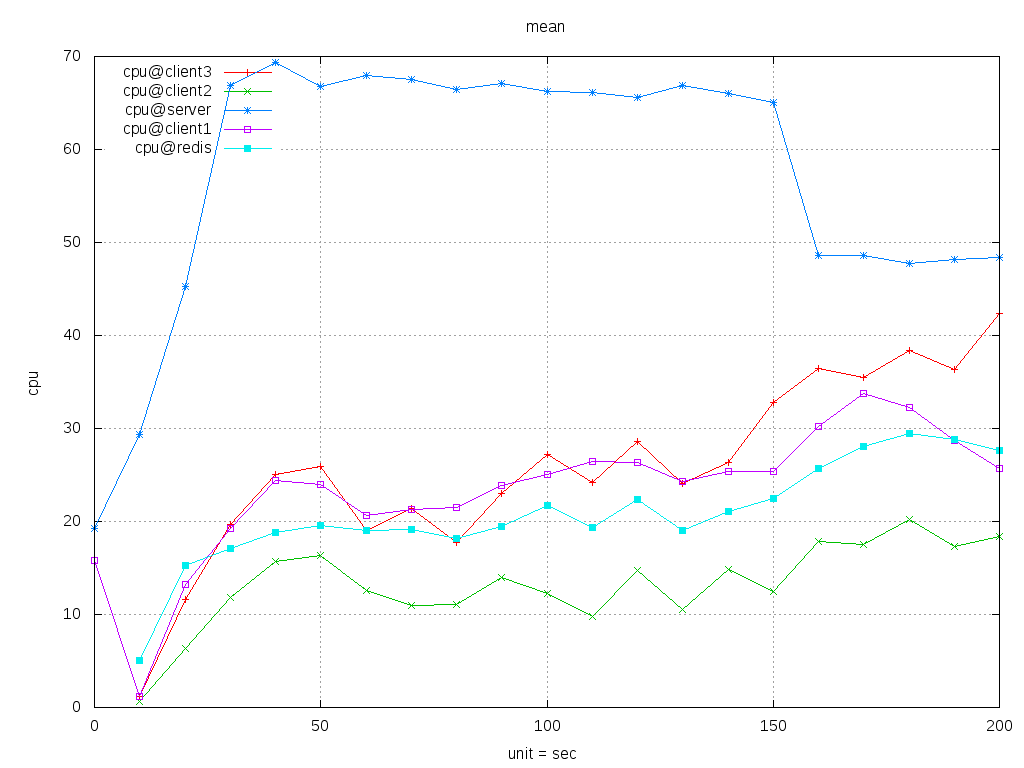 mean
70
60
50
40
30
20
10
0
cpu
cpu@client3
cpu@client2
cpu@server
cpu@client1
cpu@redis
0 50 100 150 200
unit = sec